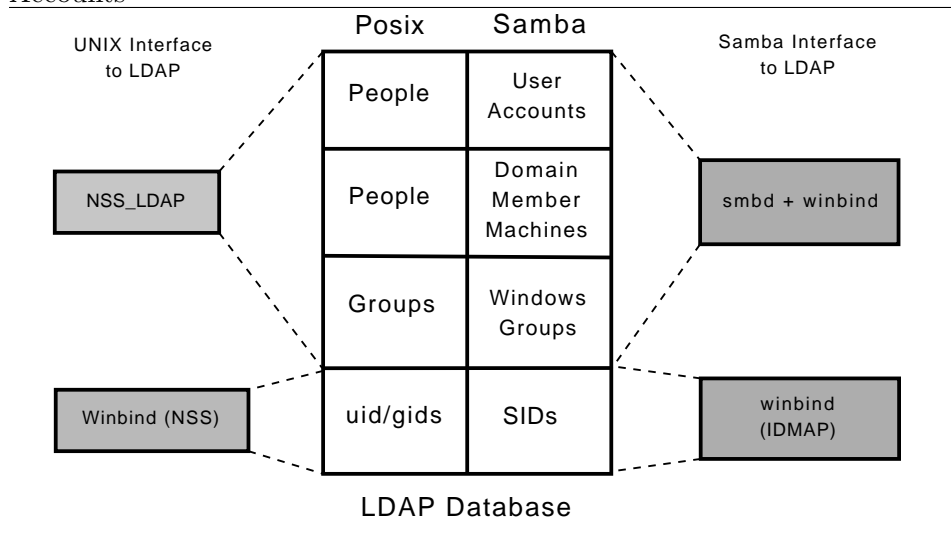 Accounts
Posix
Samba
UNIX Interface
to LDAP
Samba Interface
to LDAP
People
User
Accounts
People
Domain
Member
Machines
NSS_LDAP
smbd + winbind
Groups
Windows
Groups
Winbind (NSS)
uid/gids
SIDs
winbind
(IDMAP)
LDAP Database